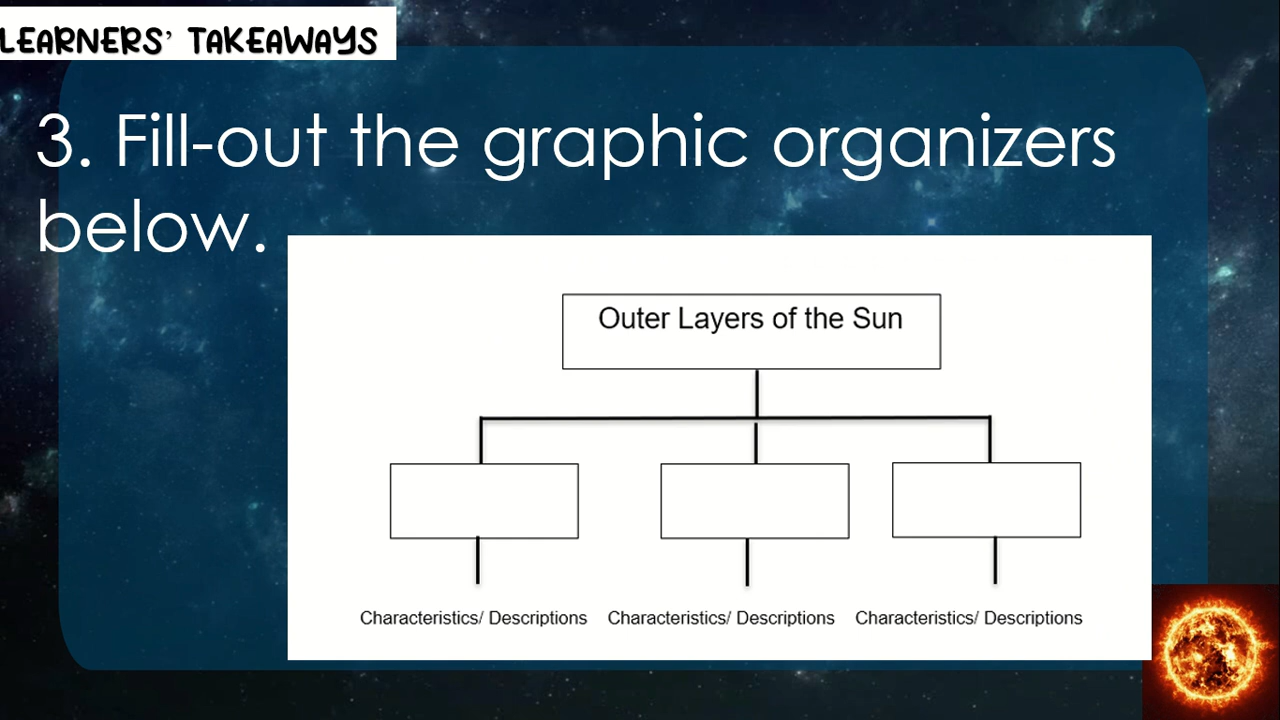 LEARNERS’ TAKEAWAYS
3. Fill-out the graphic organizers
below.
Outer Layers of the Sun
Characteristics/ Descriptions
Characteristics/ Descriptions
Characteristics/ Descriptions